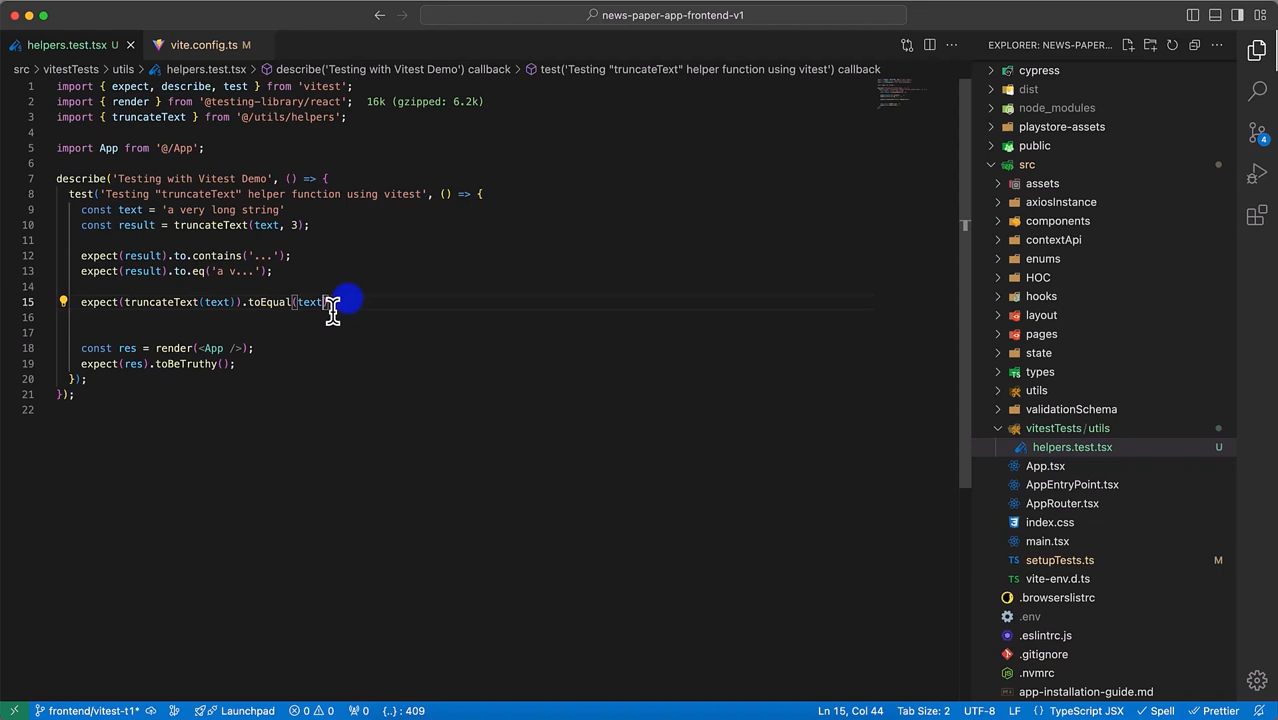 news-paper-app-frontend-v1
helpers.test.tsx U
vite.config.ts M
EXPLORER: NEWS-PAPER...
src > vitestTests > utils > helpers.test.tsx > describe('Testing with Vitest Demo') callback > test('Testing "truncateText" helper function using vitest') callback
1 import { expect, describe, test } from 'vitest';
2 import { render } from '@testing-library/react'; 16k (gzipped: 6.2k)
3 import { truncateText } from '@/utils/helpers';
4
5 import App from '@/App';
6
7 describe('Testing with Vitest Demo', () => {
8 test('Testing "truncateText" helper function using vitest', () => {
9 const text = 'a very long string'
10 const result = truncateText(text, 3);
11
12 expect(result).to.contains('...');
13 expect(result).to.eq('a v...');
14
15 expect(truncateText(text)).toEqual(text
16
17
18 const res = render(<App />);
19 expect(res).toBeTruthy();
20 });
21 });
22
cypress
dist
node_modules
playstore-assets
public
src
assets
axiosInstance
components
contextApi
enums
HOC
hooks
layout
pages
state
types
utils
validationSchema
vitestTests / utils
helpers.test.tsx U
App.tsx
AppEntryPoint.tsx
AppRouter.tsx
index.css
main.tsx
TS setupTests.ts M
TS vite-env.d.ts
.browserslistrc
.env
.eslintrc.js
.gitignore
.nvmrc
app-installation-guide.md
4
frontend/vitest-t1*
Launchpad
0 0
0
{..} : 409
Ln 15, Col 44
Tab Size: 2
UTF-8
LF
TypeScript JSX
Spell
Prettier